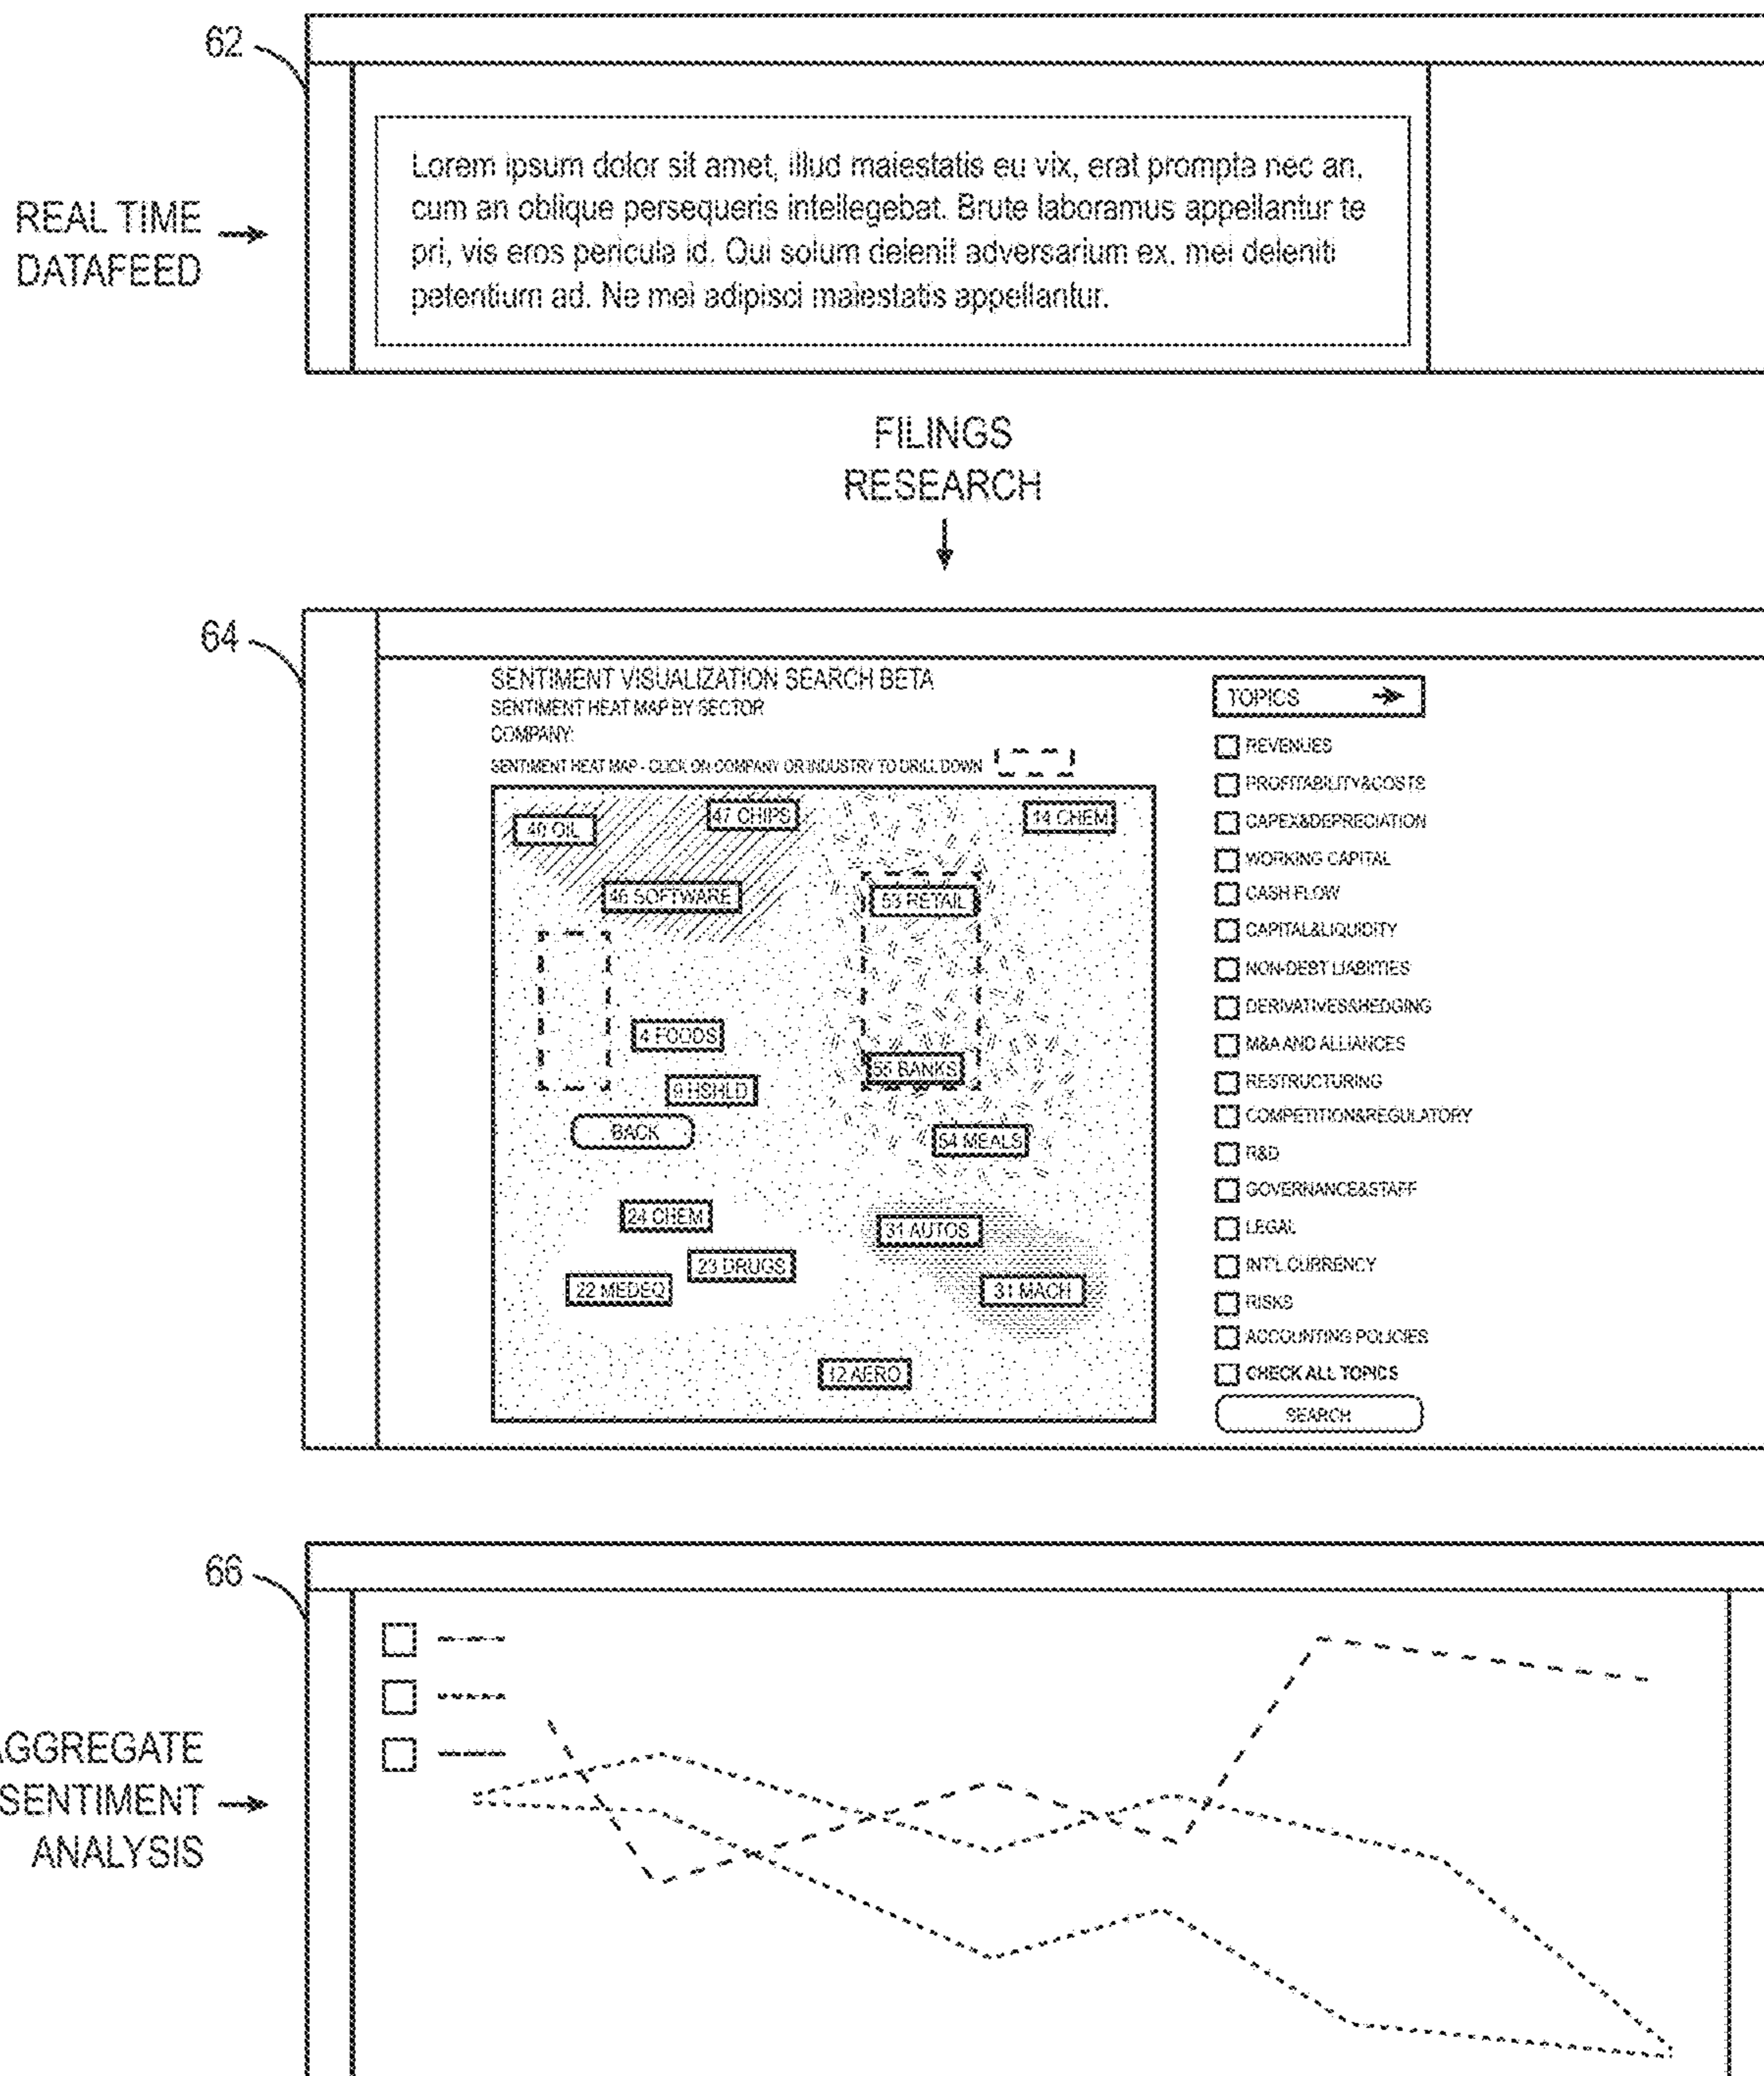 62
REAL TIME
DATAFEED
Lorem ipsum dolor sit amet, illud maiestatis eu vix, erat prompta nec an,
cum an oblique persequeris intellegebat. Brute laboramus appellantur te
pri, vis eros pericula id. Qui solum delenit adversarium ex, mei deleniti
petentium ad. Ne mei adipisci maiestatis appellantur.
FILINGS
RESEARCH
64
SENTIMENT VISUALIZATION SEARCH BETA
SENTIMENT HEAT MAP BY SECTOR
COMPANY:
SENTIMENT HEAT MAP - CLICK ON COMPANY OR INDUSTRY TO DRILL DOWN
40 OIL
47 CHIPS
14 CHEM
46 SOFTWARE
53 RETAIL
4 FOODS
9 HSHLD
55 BANKS
BACK
54 MEALS
24 CHEM
31 AUTOS
23 DRUGS
22 MEDEQ
31 MACH
12 AERO
TOPICS
REVENUES
PROFITABILITY&COSTS
CAPEX&DEPRECIATION
WORKING CAPITAL
CASH FLOW
CAPITAL&LIQUIDITY
NON-DEBT LIABIITIES
DERIVATIVES&HEDGING
M&A AND ALLIANCES
RESTRUCTURING
COMPETITION&REGULATORY
R&D
GOVERNANCE&STAFF
LEGAL
INT'L CURRENCY
RISKS
ACCOUNTING POLICIES
CHECK ALL TOPICS
SEARCH
66
AGGREGATE
SENTIMENT
ANALYSIS